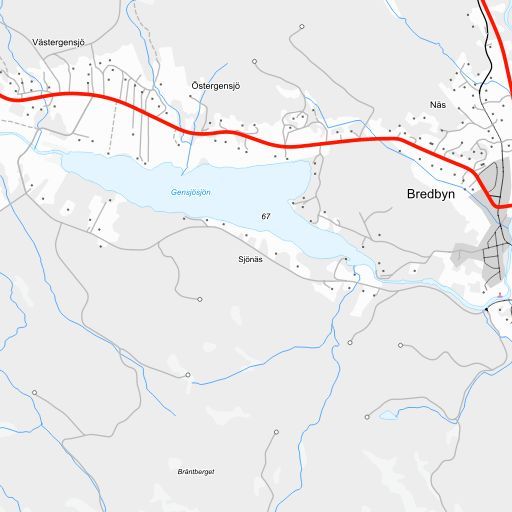 Västergensjö
Östergensjö
Näs
Gensjösjön
Bredbyn
67
Sjönäs
Bräntberget